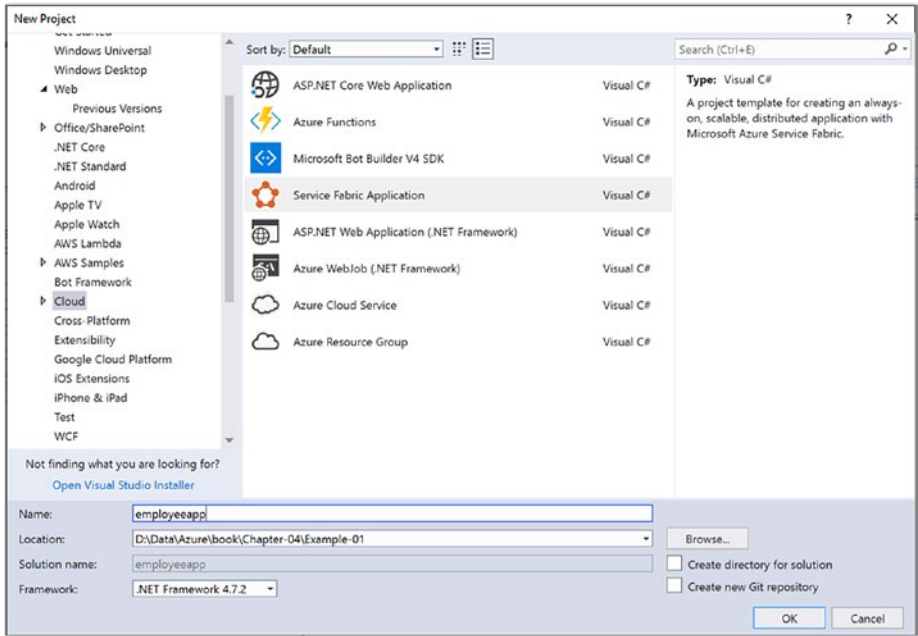 New Project
? ×
Get Started
Windows Universal
Windows Desktop
Web
Previous Versions
Office/SharePoint
.NET Core
.NET Standard
Android
Apple TV
Apple Watch
AWS Lambda
AWS Samples
Bot Framework
Cloud
Cross-Platform
Extensibility
Google Cloud Platform
iOS Extensions
iPhone & iPad
Test
WCF
Not finding what you are looking for?
Open Visual Studio Installer
Sort by: Default
ASP.NET Core Web Application Visual C#
Azure Functions Visual C#
Microsoft Bot Builder V4 SDK Visual C#
Service Fabric Application Visual C#
ASP.NET Web Application (.NET Framework) Visual C#
Azure WebJob (.NET Framework) Visual C#
Azure Cloud Service Visual C#
Azure Resource Group Visual C#
Search (Ctrl+E)
Type: Visual C#
A project template for creating an always-
on, scalable, distributed application with
Microsoft Azure Service Fabric.
Name: employeeapp
Location: D:\Data\Azure\book\Chapter-04\Example-01 Browse...
Solution name: employeeapp
Create directory for solution
Framework: .NET Framework 4.7.2
Create new Git repository
OK Cancel